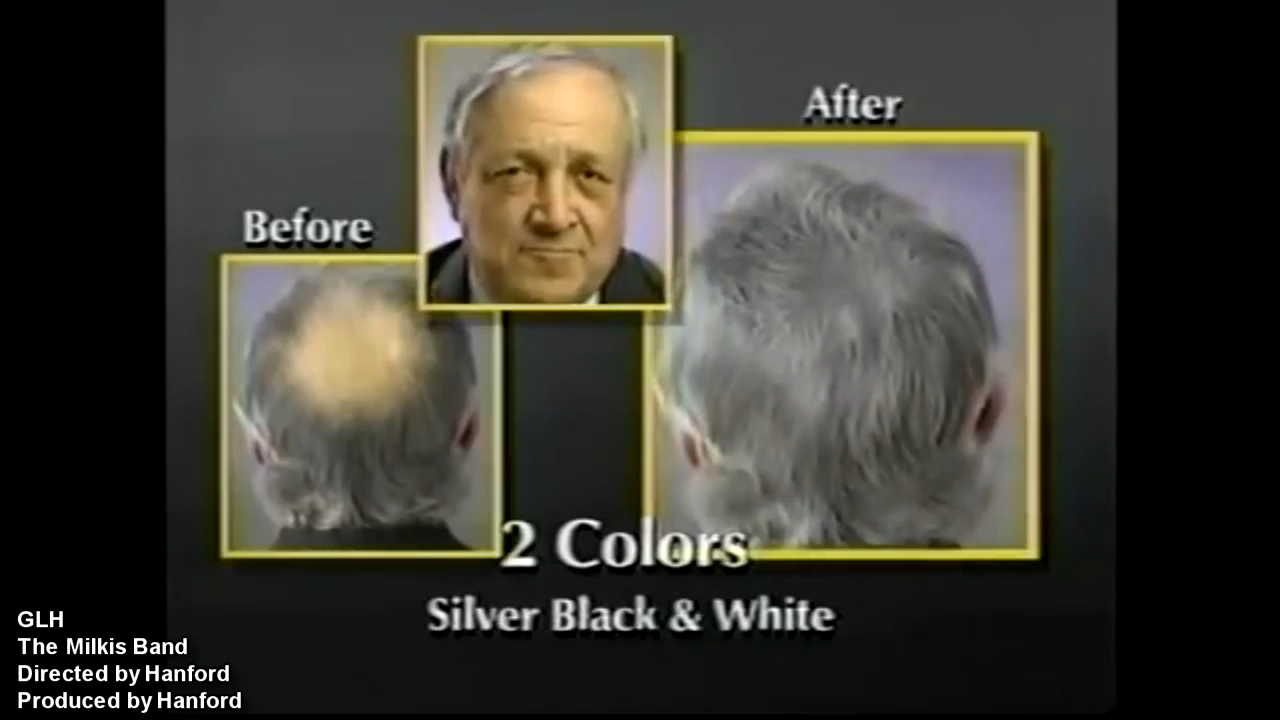 After
Before
2 Colors
Silver Black & White
GLH
The Milkis Band
Directed by Hanford
Produced by Hanford